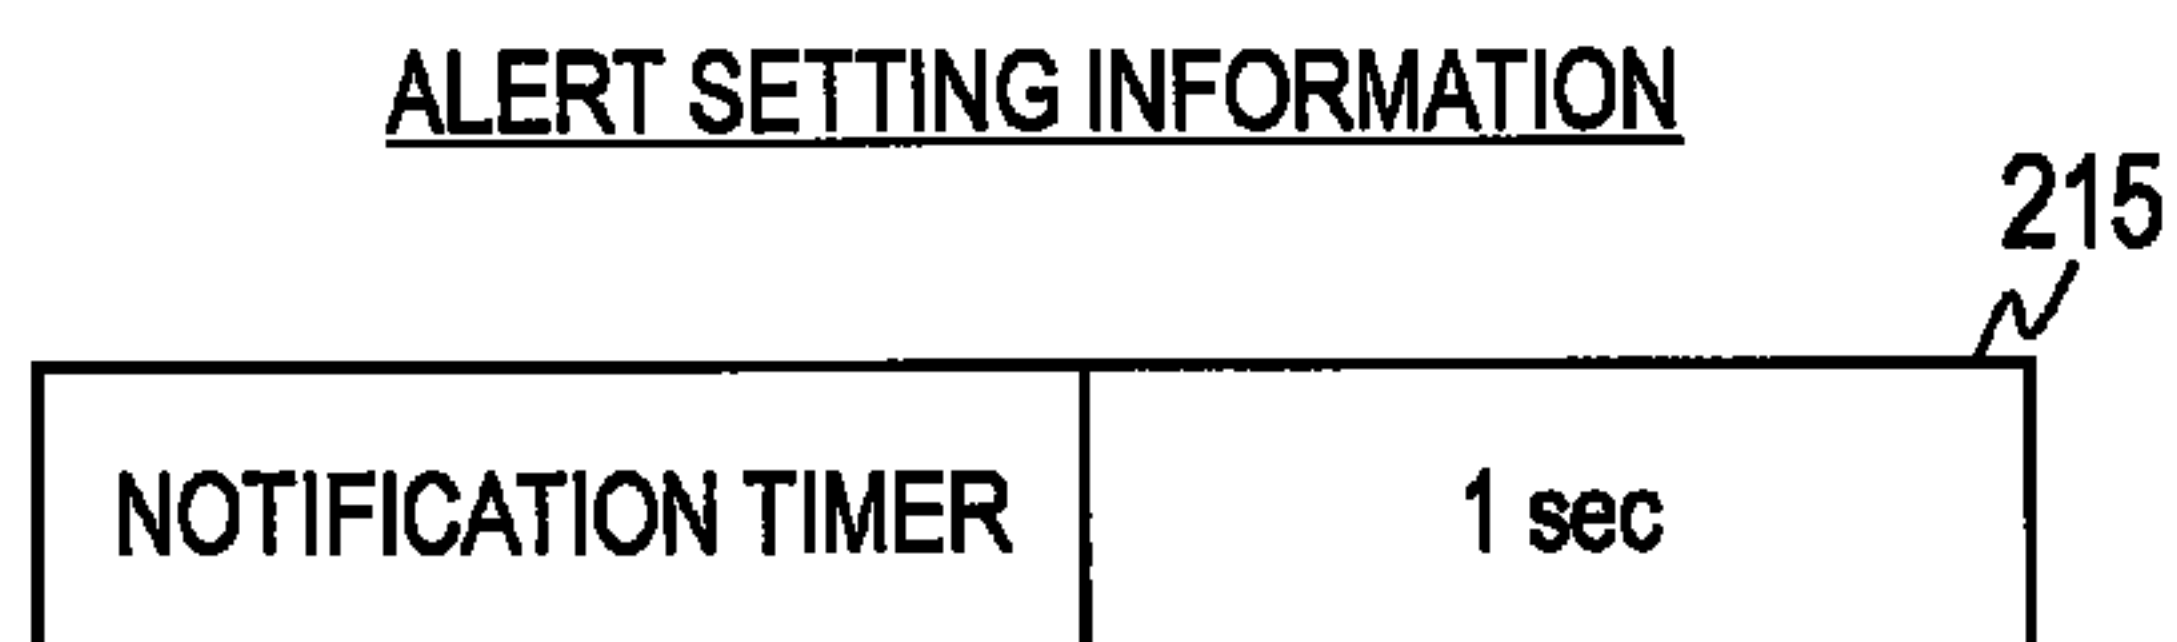 ALERT SETTING INFORMATION
215
NOTIFICATION TIMER 1 sec